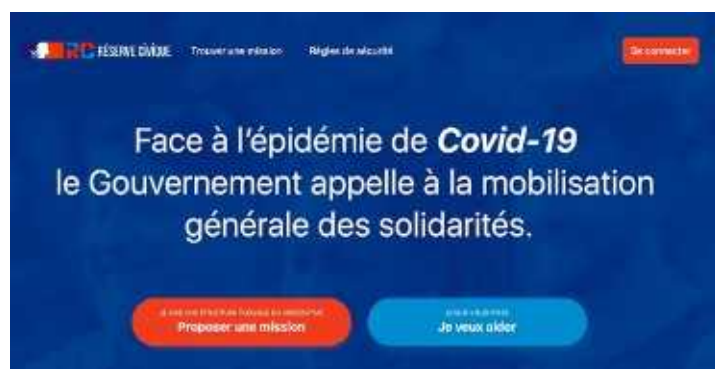 RÉSERVE CIVIQUE Trouver une mission Règles de sécurité Se connecter
Face à l'épidémie de Covid-19
le Gouvernement appelle à la mobilisation
générale des solidarités.
Proposer une mission Je veux aider